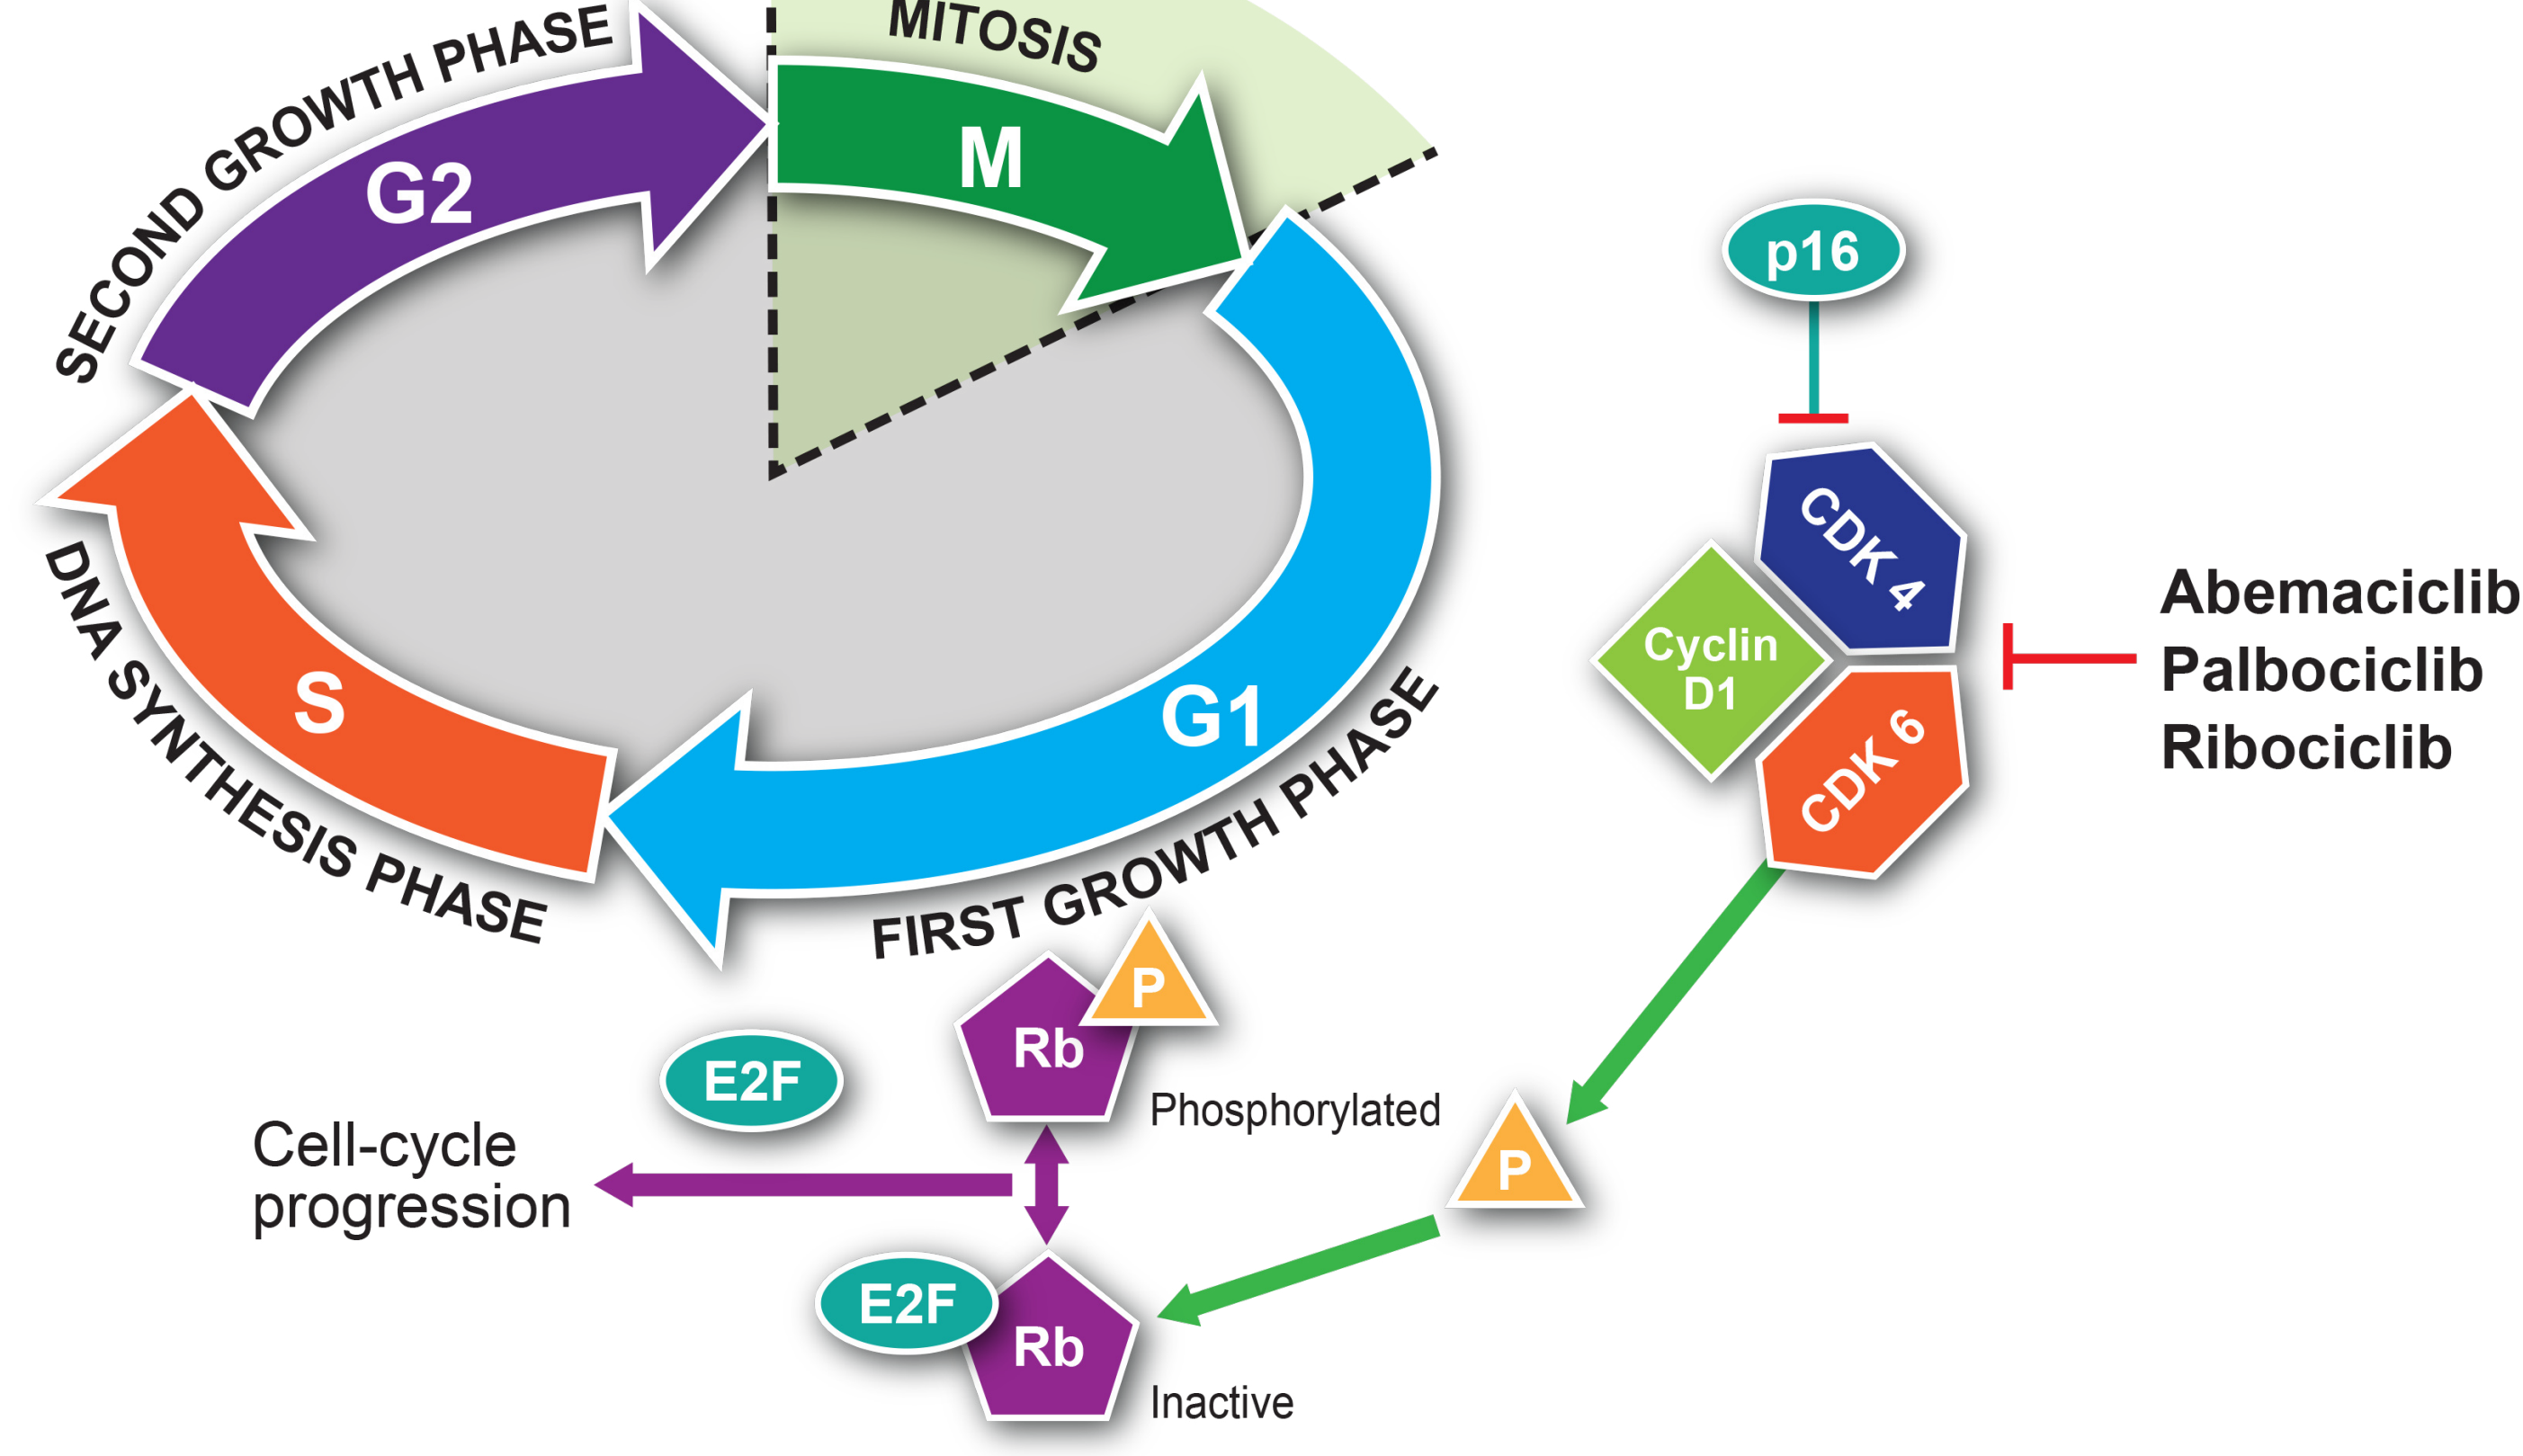 MITOSIS
SECOND GROWTH PHASE
M
G2
p16
CDK 4
Abemaciclib
Cyclin
D1
Palbociclib
DNA SYNTHESIS PHASE
S
G1
Ribociclib
CDK 6
FIRST GROWTH PHASE
P
Rb
E2F
Phosphorylated
Cell-cycle
progression
P
E2F
Rb
Inactive